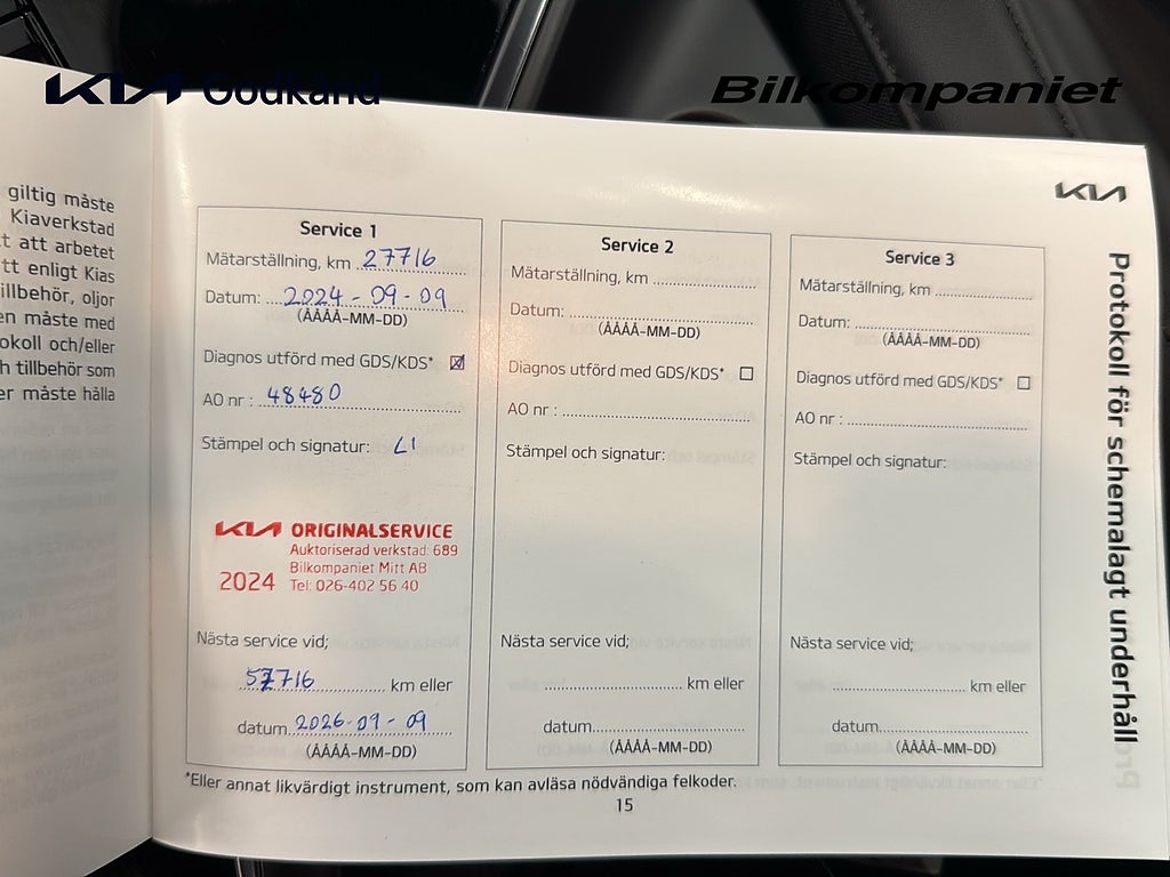 KIA Godkänd
Bilkompaniet
giltig måste
Kiaverkstad
t att arbetet
tt enligt Kias
illbehör, oljor
en måste med
okoll och/eller
h tillbehör som
er måste hålla
KIA
Protokoll för schemalagt underhåll
Service 1
Mätarställning, km 27716
Datum: 2024-09-09
(ÅÅÅÅ-MM-DD)
Diagnos utförd med GDS/KDS* ☒
AO nr : 48480
Stämpel och signatur: LI
KIA ORIGINALSERVICE
Auktoriserad verkstad: 689
Bilkompaniet Mitt AB
2024 Tel: 026-402 56 40
Nästa service vid;
57716 km eller
datum 2026-09-09
(ÅÅÅÅ-MM-DD)
Service 2
Mätarställning, km
Datum:
(ÅÅÅÅ-MM-DD)
Diagnos utförd med GDS/KDS* ☐
AO nr :
Stämpel och signatur:
Nästa service vid;
km eller
datum
(ÅÅÅÅ-MM-DD)
Service 3
Mätarställning, km
Datum:
(ÅÅÅÅ-MM-DD)
Diagnos utförd med GDS/KDS* ☐
AO nr :
Stämpel och signatur:
Nästa service vid;
km eller
datum
(ÅÅÅÅ-MM-DD)
*Eller annat likvärdigt instrument, som kan avläsa nödvändiga felkoder.
15